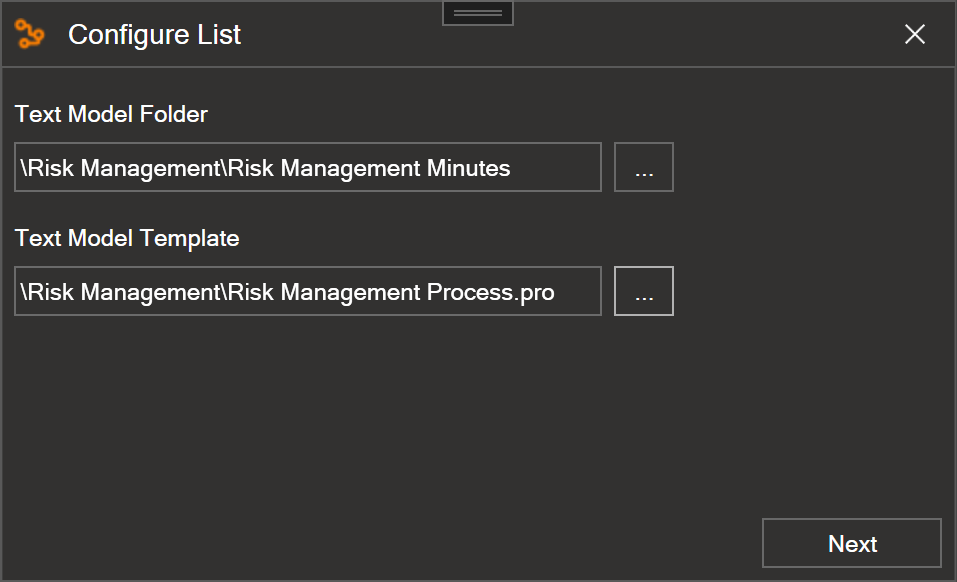 Configure List
Text Model Folder
\Risk Management\Risk Management Minutes
...
Text Model Template
\Risk Management\Risk Management Process.pro
...
Next